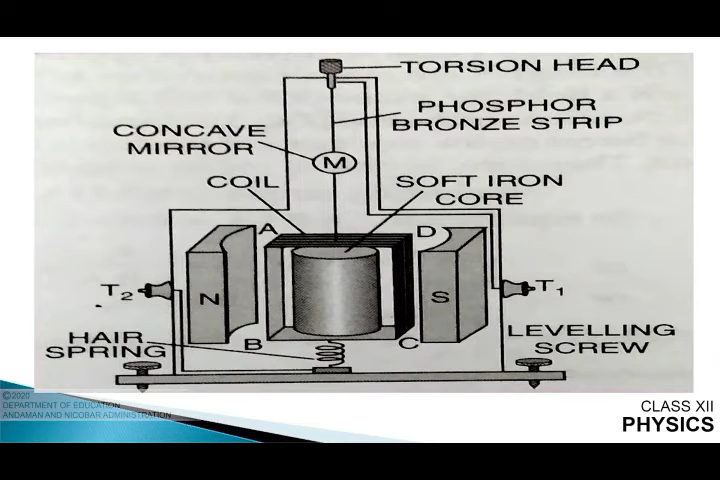 TORSION HEAD
PHOSPHOR
BRONZE STRIP
CONCAVE
MIRROR
M
COIL
SOFT IRON
CORE
A
D
T2
N
S
T1
HAIR
SPRING
B
C
LEVELLING
SCREW
©2020
DEPARTMENT OF EDUCATION
ANDAMAN AND NICOBAR ADMINISTRATION
CLASS XII
PHYSICS